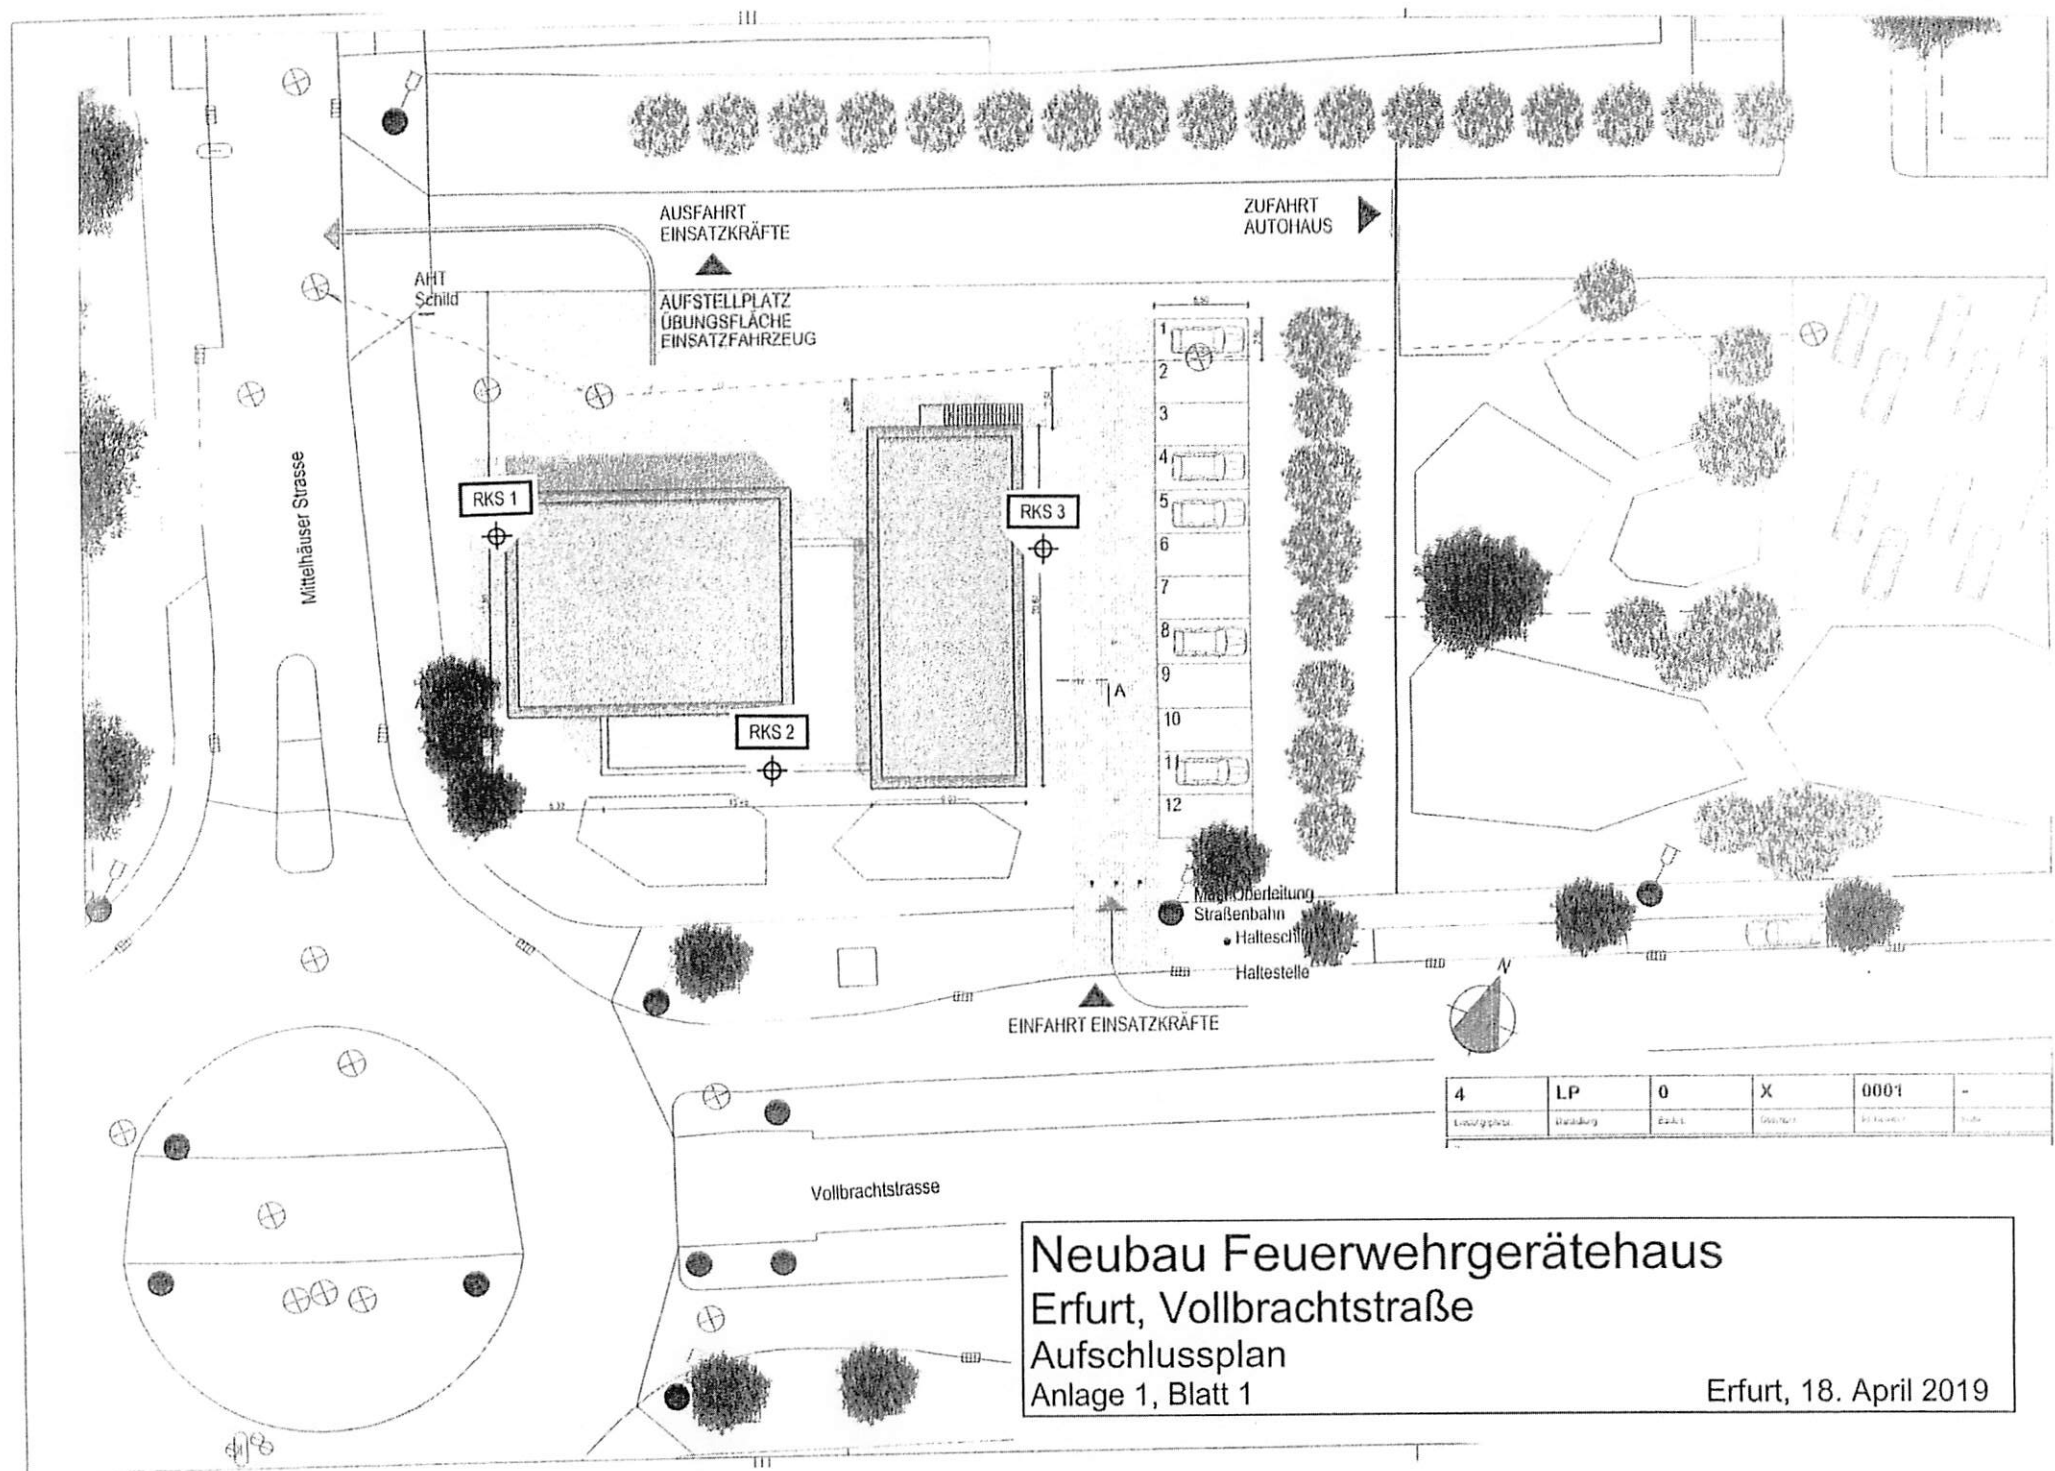 AUSFAHRT
EINSATZKRÄFTE
ZUFAHRT
AUTOHAUS
AHT
Schild
AUFSTELLPLATZ
ÜBUNGSFLÄCHE
EINSATZFAHRZEUG
1
2
3
4
5
6
7
8
9
10
11
12
Mittelhäuser Strasse
RKS 1
RKS 3
RKS 2
A
Mast Oberleitung
Straßenbahn
Halteschild
Haltestelle
EINFAHRT EINSATZKRÄFTE
N
4 LP 0 X 0001 -
Vollbrachtstrasse
Neubau Feuerwehrgerätehaus
Erfurt, Vollbrachtstraße
Aufschlussplan
Anlage 1, Blatt 1
Erfurt, 18. April 2019